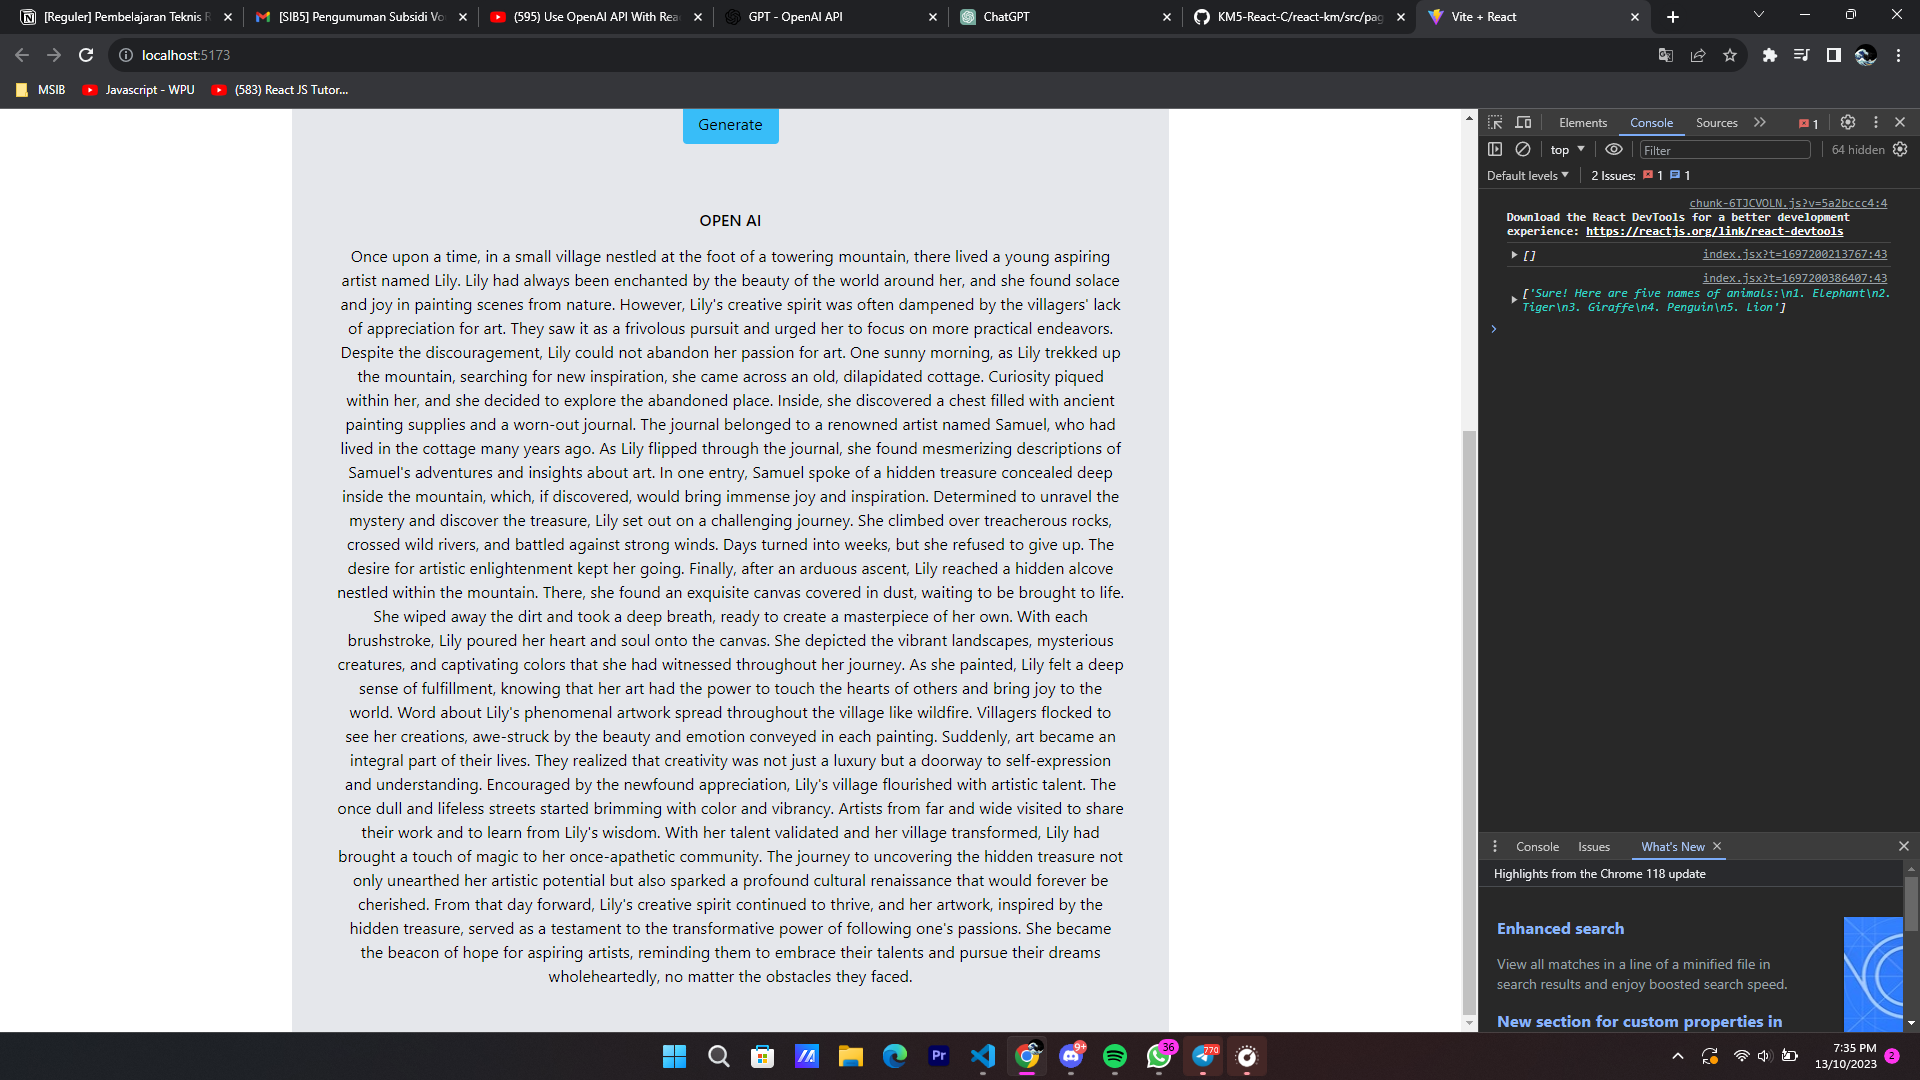 [Reguler] Pembelajaran Teknis R
[SIB5] Pengumuman Subsidi Vo
(595) Use OpenAI API With Rea
GPT - OpenAI API
ChatGPT
KM5-React-C/react-km/src/pag
Vite + React
localhost:5173
MSIB
Javascript - WPU
(583) React JS Tutor...
Generate
OPEN AI
Once upon a time, in a small village nestled at the foot of a towering mountain, there lived a young aspiring
artist named Lily. Lily had always been enchanted by the beauty of the world around her, and she found solace
and joy in painting scenes from nature. However, Lily's creative spirit was often dampened by the villagers' lack
of appreciation for art. They saw it as a frivolous pursuit and urged her to focus on more practical endeavors.
Despite the discouragement, Lily could not abandon her passion for art. One sunny morning, as Lily trekked up
the mountain, searching for new inspiration, she came across an old, dilapidated cottage. Curiosity piqued
within her, and she decided to explore the abandoned place. Inside, she discovered a chest filled with ancient
painting supplies and a worn-out journal. The journal belonged to a renowned artist named Samuel, who had
lived in the cottage many years ago. As Lily flipped through the journal, she found mesmerizing descriptions of
Samuel's adventures and insights about art. In one entry, Samuel spoke of a hidden treasure concealed deep
inside the mountain, which, if discovered, would bring immense joy and inspiration. Determined to unravel the
mystery and discover the treasure, Lily set out on a challenging journey. She climbed over treacherous rocks,
crossed wild rivers, and battled against strong winds. Days turned into weeks, but she refused to give up. The
desire for artistic enlightenment kept her going. Finally, after an arduous ascent, Lily reached a hidden alcove
nestled within the mountain. There, she found an exquisite canvas covered in dust, waiting to be brought to life.
She wiped away the dirt and took a deep breath, ready to create a masterpiece of her own. With each
brushstroke, Lily poured her heart and soul onto the canvas. She depicted the vibrant landscapes, mysterious
creatures, and captivating colors that she had witnessed throughout her journey. As she painted, Lily felt a deep
sense of fulfillment, knowing that her art had the power to touch the hearts of others and bring joy to the
world. Word about Lily's phenomenal artwork spread throughout the village like wildfire. Villagers flocked to
see her creations, awe-struck by the beauty and emotion conveyed in each painting. Suddenly, art became an
integral part of their lives. They realized that creativity was not just a luxury but a doorway to self-expression
and understanding. Encouraged by the newfound appreciation, Lily's village flourished with artistic talent. The
once dull and lifeless streets started brimming with color and vibrancy. Artists from far and wide visited to share
their work and to learn from Lily's wisdom. With her talent validated and her village transformed, Lily had
brought a touch of magic to her once-apathetic community. The journey to uncovering the hidden treasure not
only unearthed her artistic potential but also sparked a profound cultural renaissance that would forever be
cherished. From that day forward, Lily's creative spirit continued to thrive, and her artwork, inspired by the
hidden treasure, served as a testament to the transformative power of following one's passions. She became
the beacon of hope for aspiring artists, reminding them to embrace their talents and pursue their dreams
wholeheartedly, no matter the obstacles they faced.
Elements
Console
Sources
1
top
Filter
64 hidden
Default levels
2 Issues: 1 1
chunk-6TJCVOLN.js?v=5a2bccc4:4
Download the React DevTools for a better development
experience: https://reactjs.org/link/react-devtools
[] index.jsx?t=1697200213767:43
index.jsx?t=1697200386407:43
['Sure! Here are five names of animals:\n1. Elephant\n2.
Tiger\n3. Giraffe\n4. Penguin\n5. Lion']
Console
Issues
What's New
Highlights from the Chrome 118 update
Enhanced search
View all matches in a line of a minified file in
search results and enjoy boosted search speed.
New section for custom properties in
Pr
9+
36
770
7:35 PM
13/10/2023
2